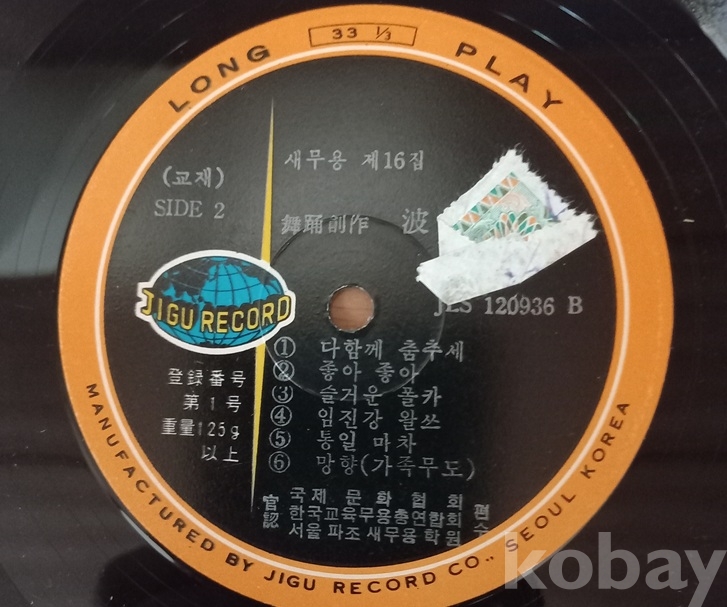 LONG PLAY
33 1/3
새무용 제16집
(교재)
SIDE 2
舞踊創作 波
JIGU RECORD
JLS 120936 B
① 다함께 춤추세
② 좋아 좋아
③ 슬거운 폴카
④ 임진강 왈쓰
⑤ 통일 마차
⑥ 망향(가족무도)
登録番号
第1号
重量125g
以上
官認 국제문화협회
한국교육무용총연합회
서울 파조 새무용학원
편
수
MANUFACTURED BY JIGU RECORD CO., SEOUL KOREA
kobay